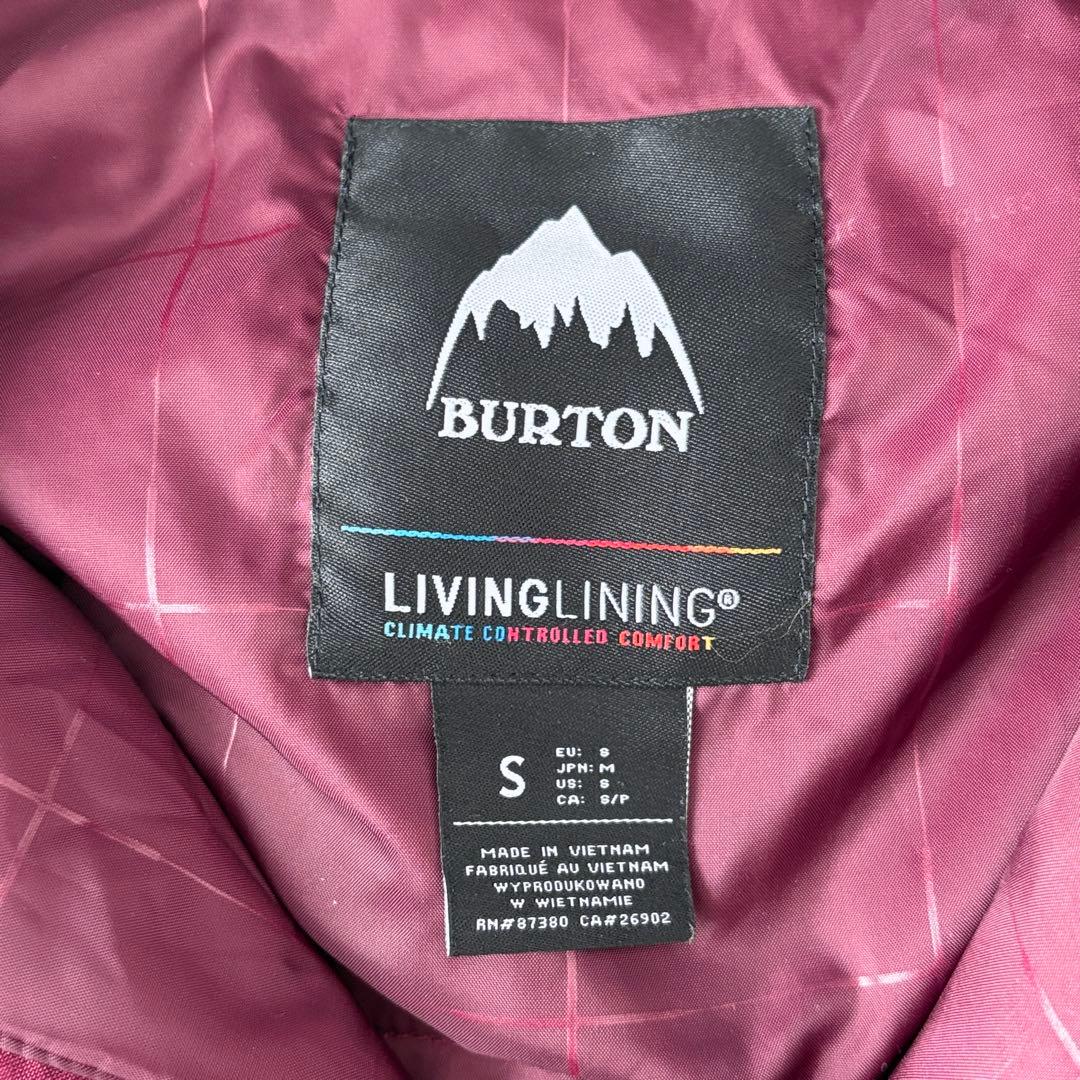 BURTON
LIVINGLINING®
CLIMATE CONTROLLED COMFORT
S
EU: S
JPN: M
US: S
CA: S/P
MADE IN VIETNAM
FABRIQUÉ AU VIETNAM
WYPRODUKOWANO
W WIETNAMIE
RN#87380 CA#26902